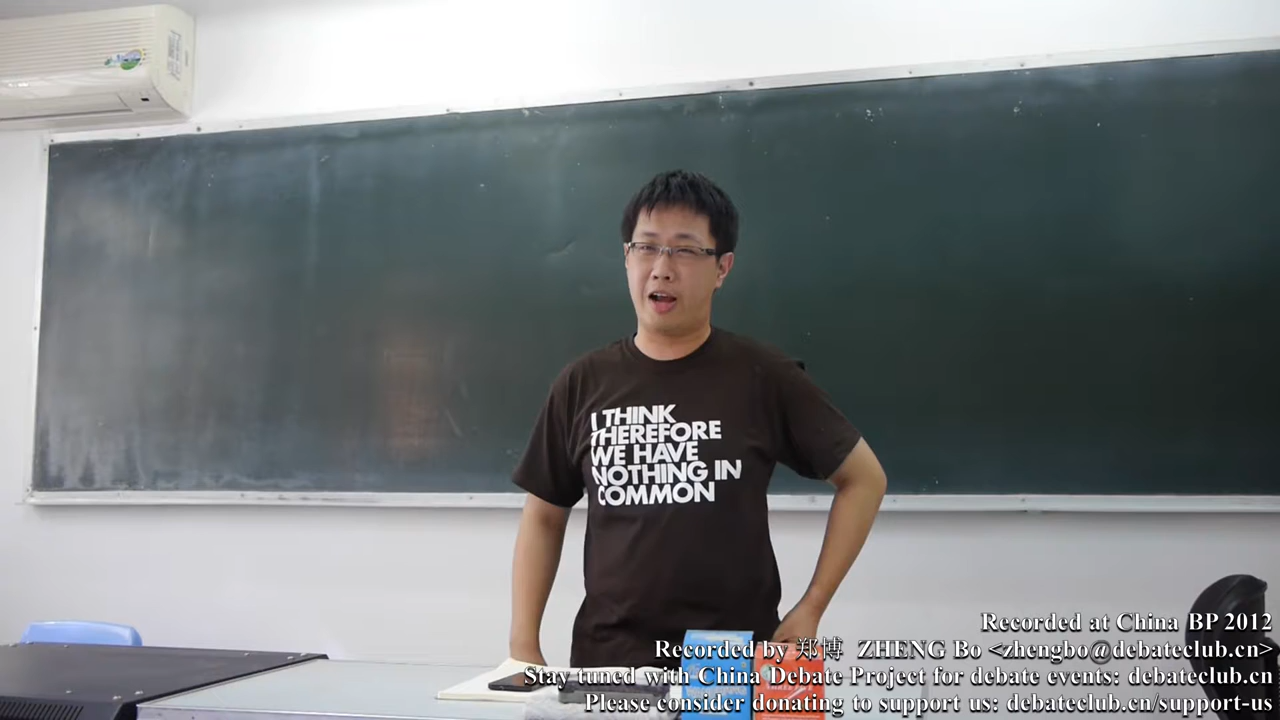 I THINK
THEREFORE
WE HAVE
NOTHING IN
COMMON
Recorded at China BP 2012
Recorded by 郑博 ZHENG Bo <zhengbo@debateclub.cn>
Stay tuned with China Debate Project for debate events: debateclub.cn
Please consider donating to support us: debateclub.cn/support-us